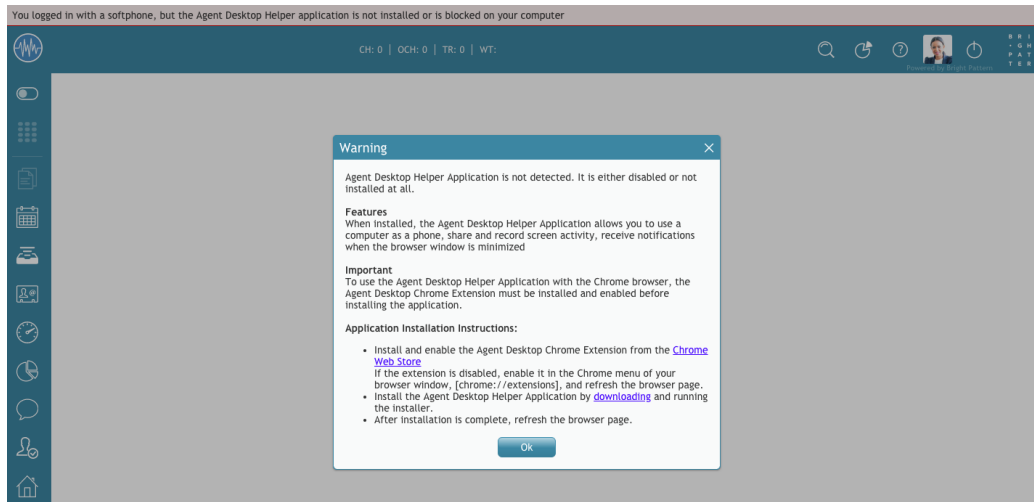 You logged in with a softphone, but the Agent Desktop Helper application is not installed or is blocked on your computer
CH: 0 | OCH: 0 | TR: 0 | WT:
BRI
·GH
PAT
TER
Powered by Bright Pattern
Warning
Agent Desktop Helper Application is not detected. It is either disabled or not
installed at all.
Features
When installed, the Agent Desktop Helper Application allows you to use a
computer as a phone, share and record screen activity, receive notifications
when the browser window is minimized
Important
To use the Agent Desktop Helper Application with the Chrome browser, the
Agent Desktop Chrome Extension must be installed and enabled before
installing the application.
Application Installation Instructions:
• Install and enable the Agent Desktop Chrome Extension from the Chrome
Web Store
If the extension is disabled, enable it in the Chrome menu of your
browser window, [chrome://extensions], and refresh the browser page.
• Install the Agent Desktop Helper Application by downloading and running
the installer.
• After installation is complete, refresh the browser page.
Ok